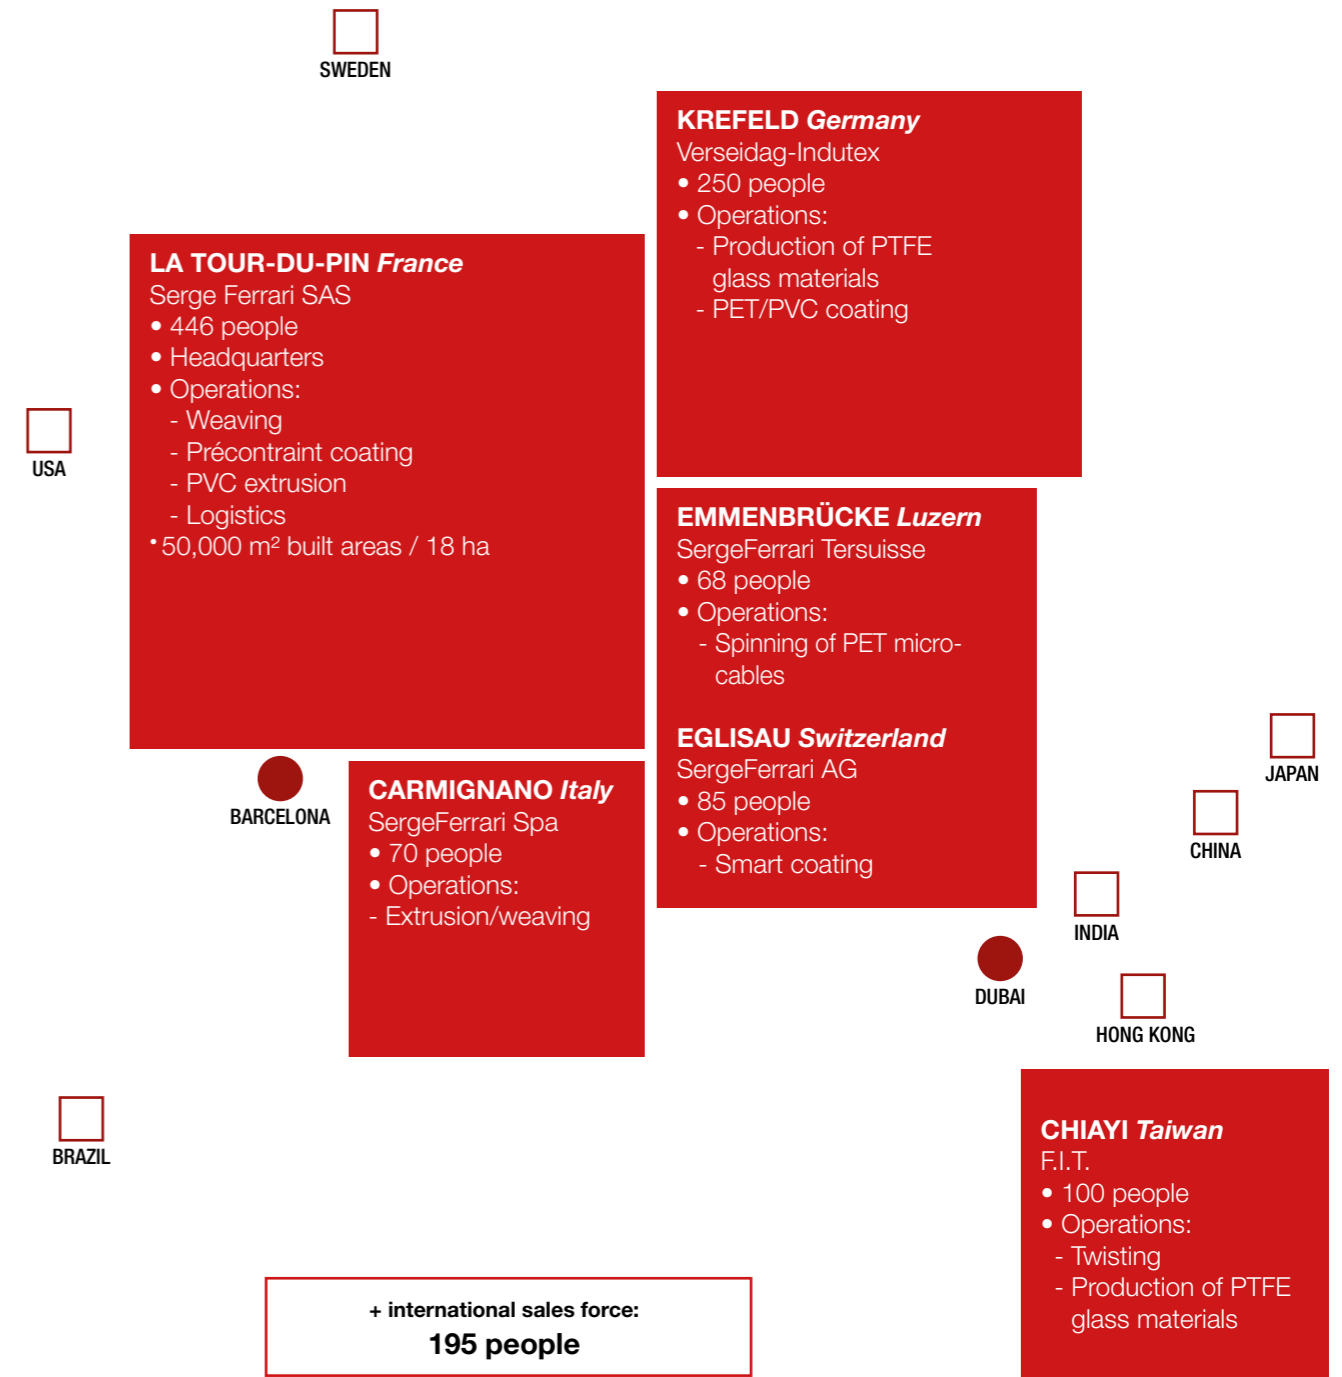 SWEDEN
KREFELD Germany
Verseidag-Indutex
• 250 people
• Operations:
- Production of PTFE
glass materials
- PET/PVC coating
LA TOUR-DU-PIN France
Serge Ferrari SAS
• 446 people
• Headquarters
• Operations:
- Weaving
- Précontraint coating
- PVC extrusion
- Logistics
• 50,000 m² built areas / 18 ha
USA
EMMENBRÜCKE Luzern
SergeFerrari Tersuisse
• 68 people
• Operations:
- Spinning of PET micro-
cables
EGLISAU Switzerland
SergeFerrari AG
• 85 people
• Operations:
- Smart coating
BARCELONA
CARMIGNANO Italy
SergeFerrari Spa
• 70 people
• Operations:
- Extrusion/weaving
JAPAN
CHINA
INDIA
DUBAI
HONG KONG
BRAZIL
CHIAYI Taiwan
F.I.T.
• 100 people
• Operations:
- Twisting
- Production of PTFE
glass materials
+ international sales force:
195 people